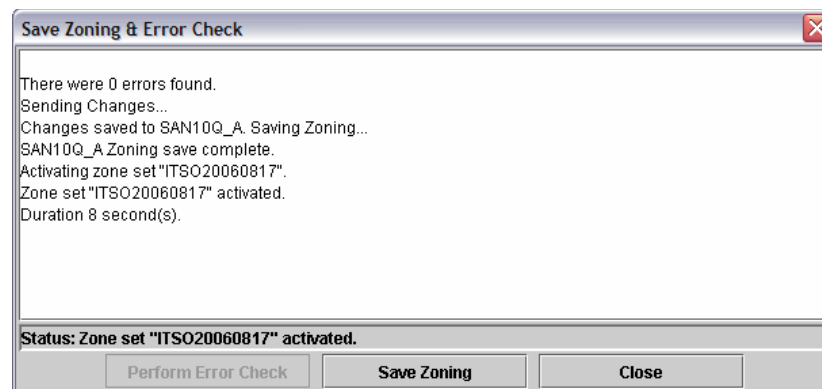 Save Zoning & Error Check
There were 0 errors found.
Sending Changes...
Changes saved to SAN10Q_A. Saving Zoning...
SAN10Q_A Zoning save complete.
Activating zone set "ITSO20060817".
Zone set "ITSO20060817" activated.
Duration 8 second(s).
Status: Zone set "ITSO20060817" activated.
Perform Error Check Save Zoning Close